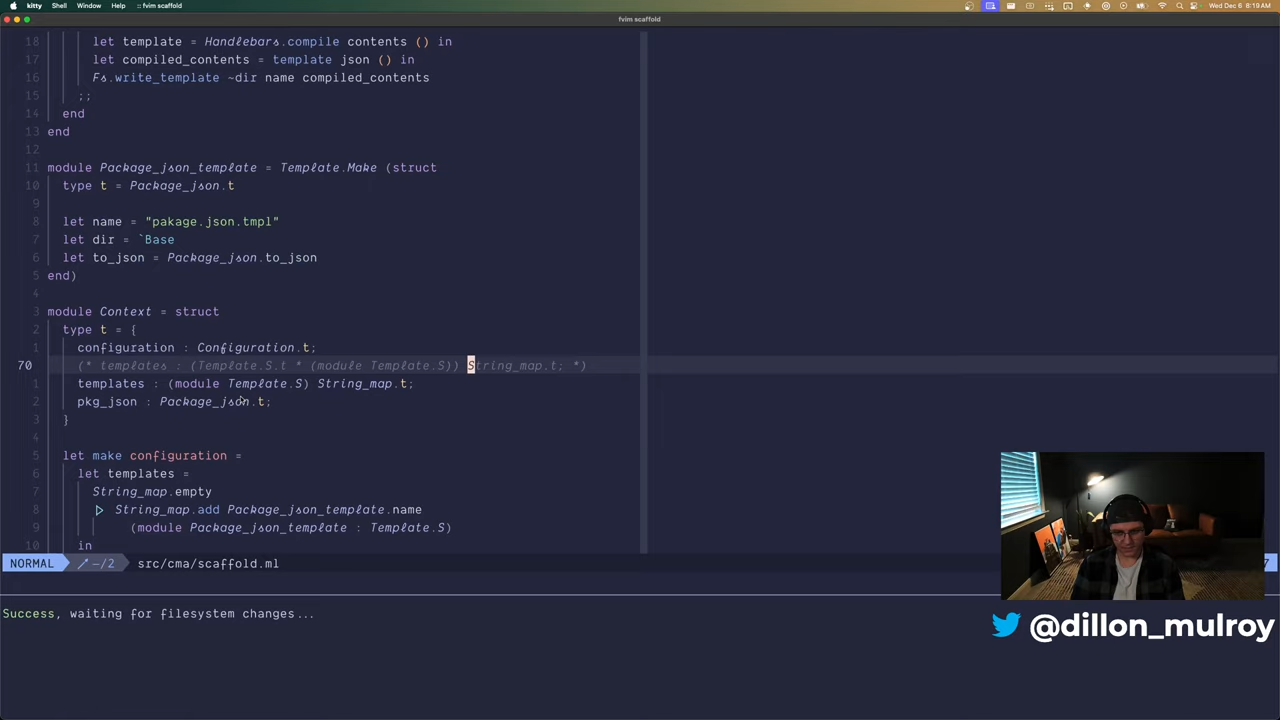 kitty Shell Window Help :: fvim scaffold Wed Dec 6 8:19 AM
:: fvim scaffold
18 let template = Handlebars.compile contents () in
17 let compiled_contents = template json () in
16 Fs.write_template ~dir name compiled_contents
15 ;;
14 end
13 end
12
11 module Package_json_template = Template.Make (struct
10 type t = Package_json.t
9
8 let name = "pakage.json.tmpl"
7 let dir = `Base
6 let to_json = Package_json.to_json
5 end)
4
3 module Context = struct
2 type t = {
1 configuration : Configuration.t;
70 (* templates : (Template.S.t * (module Template.S)) String_map.t; *)
1 templates : (module Template.S) String_map.t;
2 pkg_json : Package_json.t;
3 }
4
5 let make configuration =
6 let templates =
7 String_map.empty
8 |> String_map.add Package_json_template.name
9 (module Package_json_template : Template.S)
10 in
NORMAL –/2 src/cma/scaffold.ml
Success, waiting for filesystem changes...
@dillon_mulroy